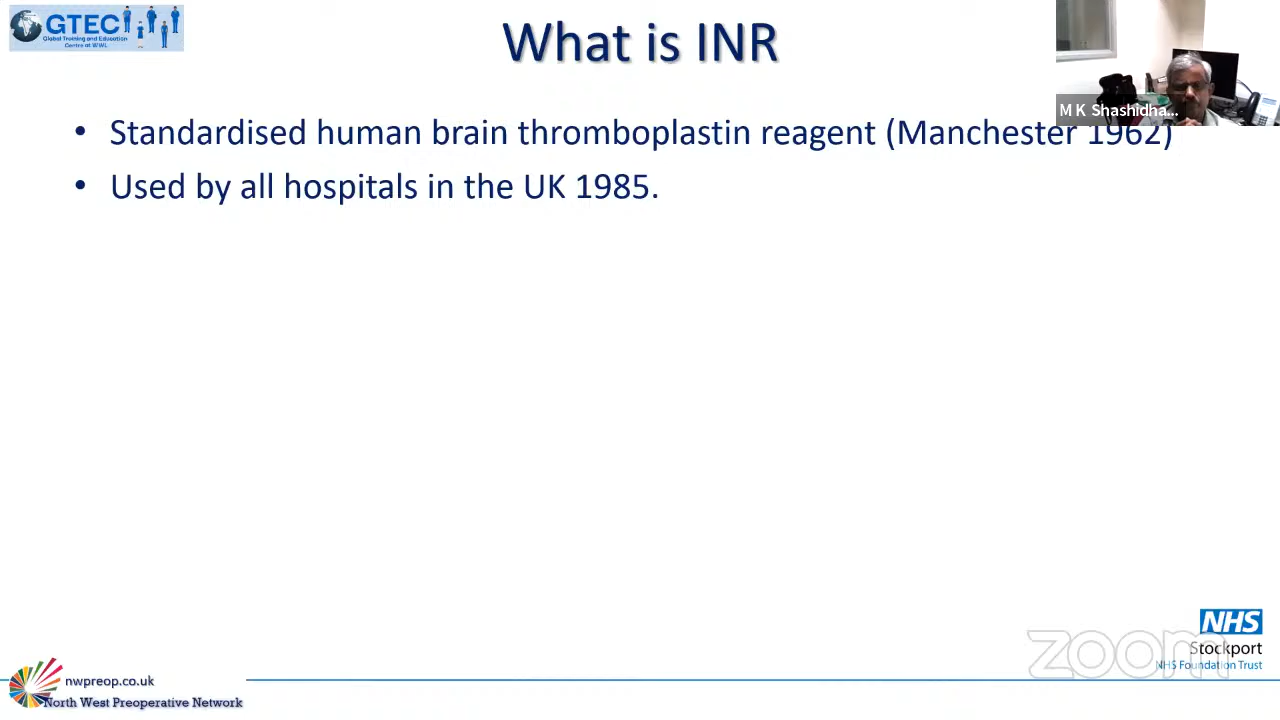 GTEC
Global Training and Education
Centre at WWL
What is INR
M K Shashidha...
• Standardised human brain thromboplastin reagent (Manchester 1962)
• Used by all hospitals in the UK 1985.
NHS
zoom
Stockport
NHS Foundation Trust
nwpreop.co.uk
North West Preoperative Network